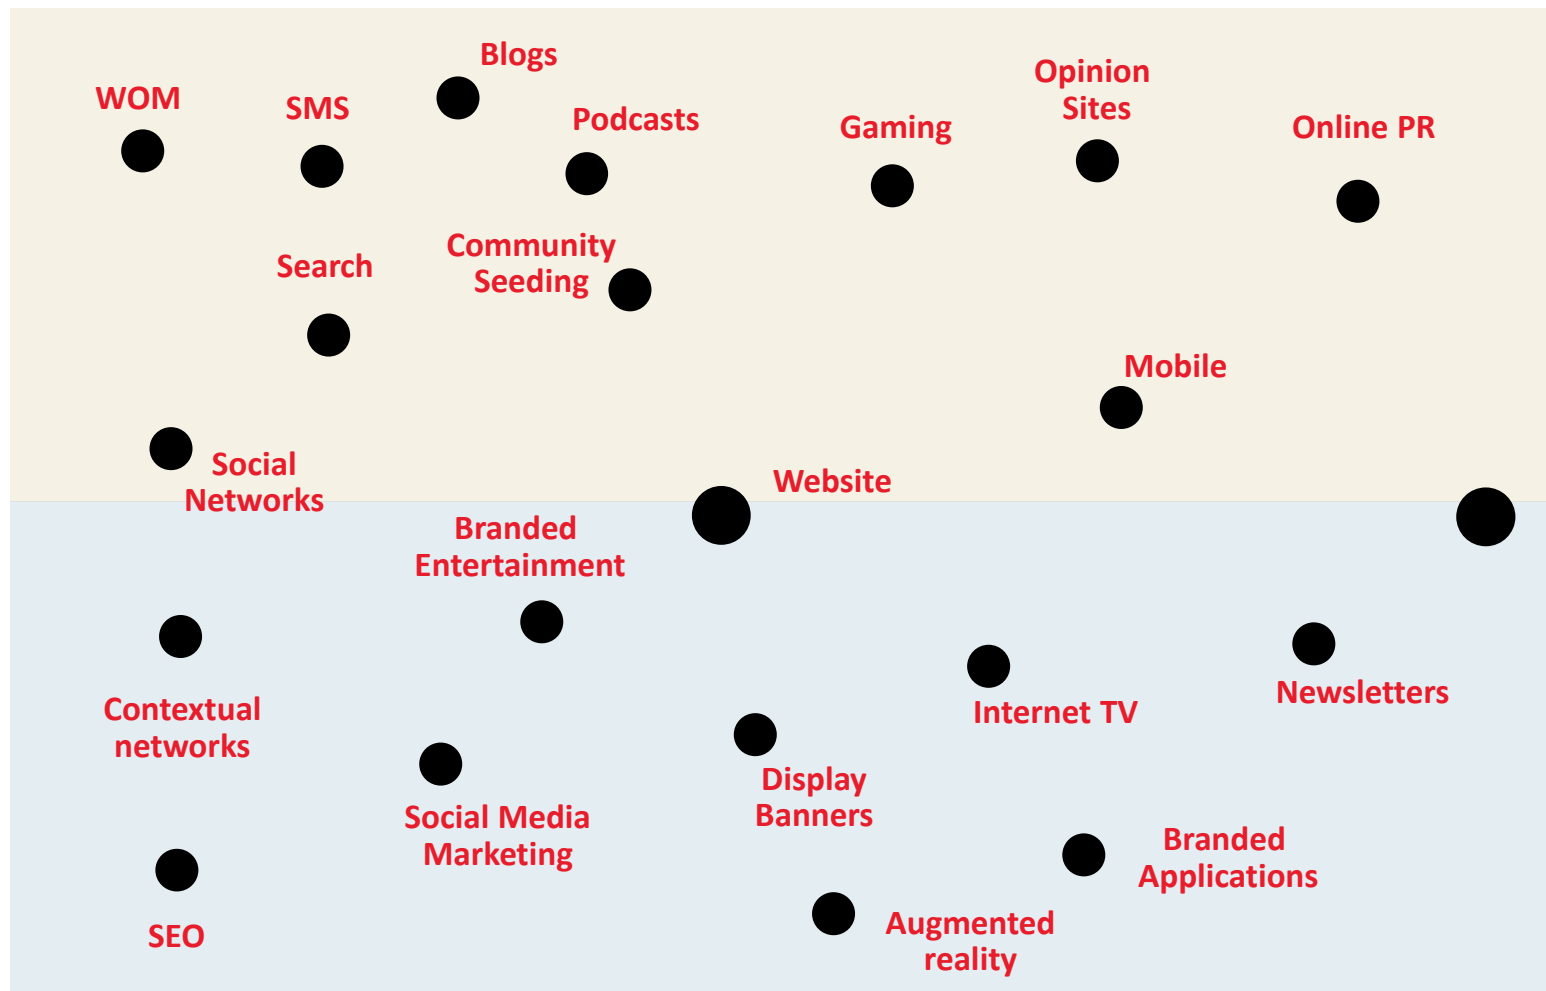 Blogs
WOM
SMS
Podcasts
Gaming
Opinion
Sites
Online PR
Search
Community
Seeding
Mobile
Social
Networks
Website
Branded
Entertainment
Contextual
networks
Internet TV
Newsletters
Social Media
Marketing
Display
Banners
Branded
Applications
SEO
Augmented
reality